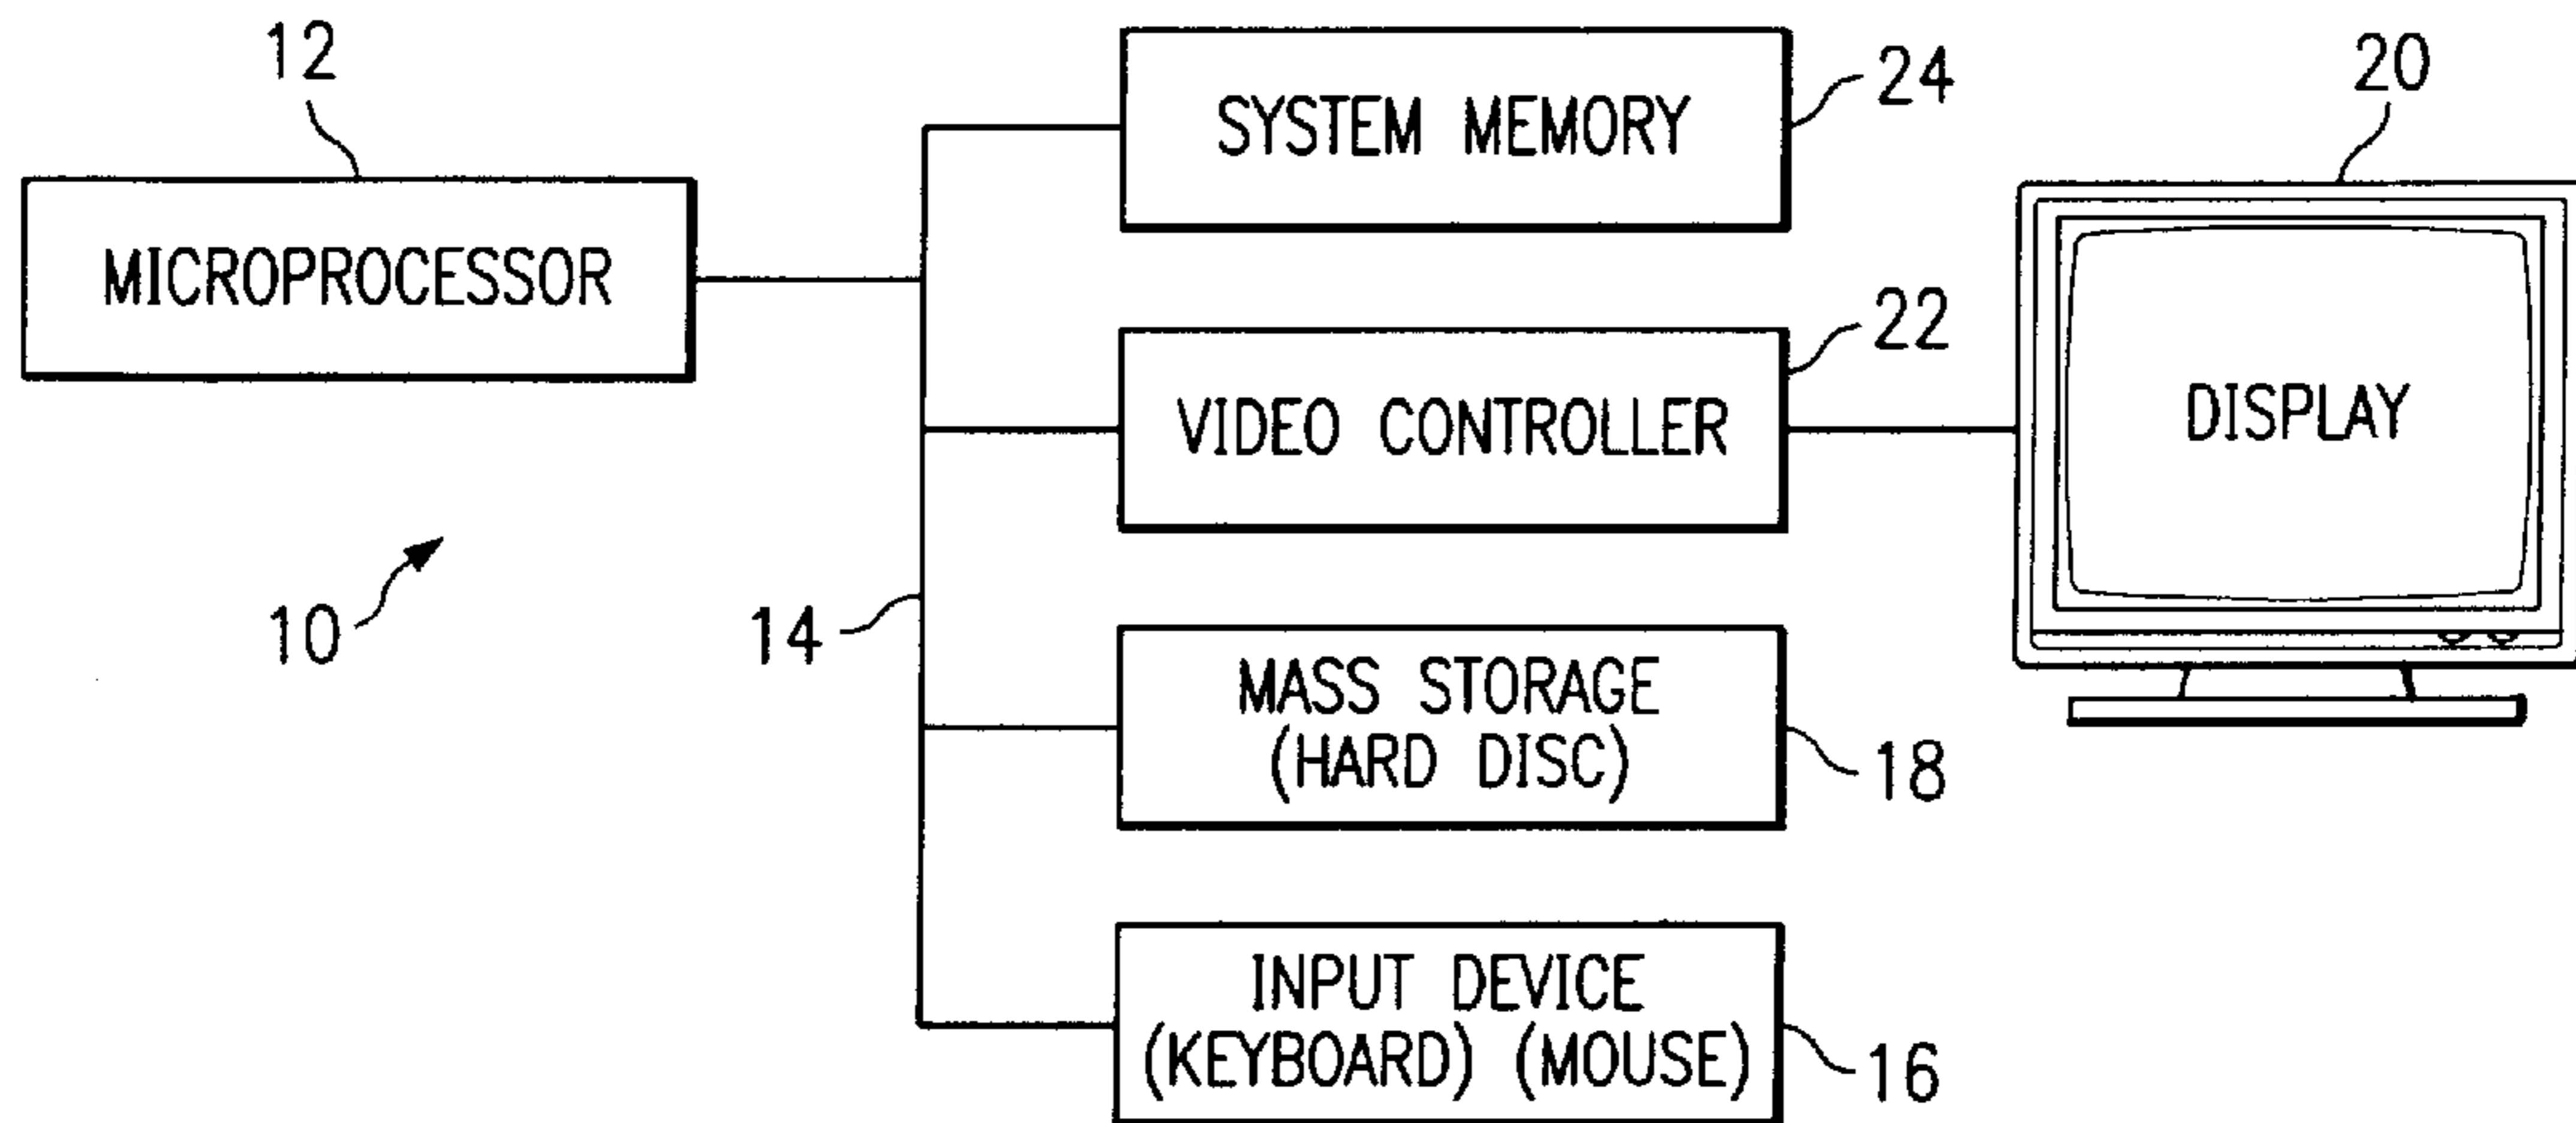 12
MICROPROCESSOR
10
14
SYSTEM MEMORY
24
VIDEO CONTROLLER
22
MASS STORAGE
(HARD DISC)
18
INPUT DEVICE
(KEYBOARD) (MOUSE)
16
20
DISPLAY